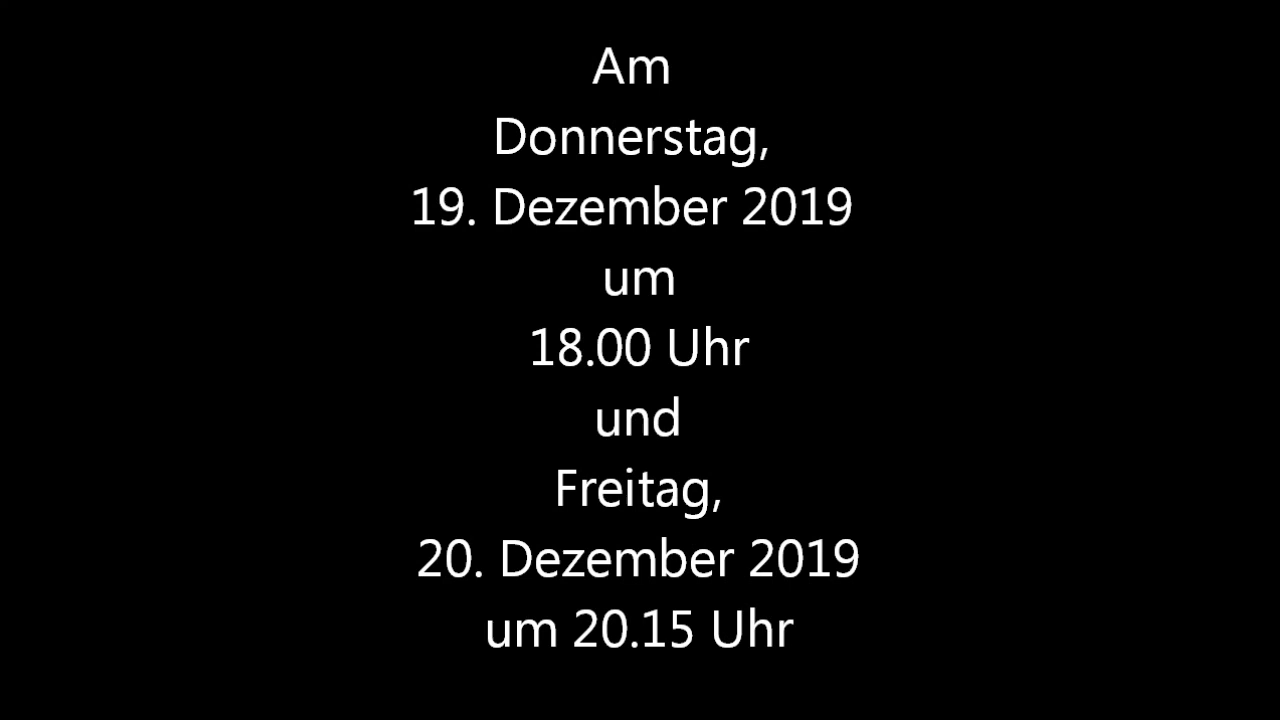 Am
Donnerstag,
19. Dezember 2019
um
18.00 Uhr
und
Freitag,
20. Dezember 2019
um 20.15 Uhr